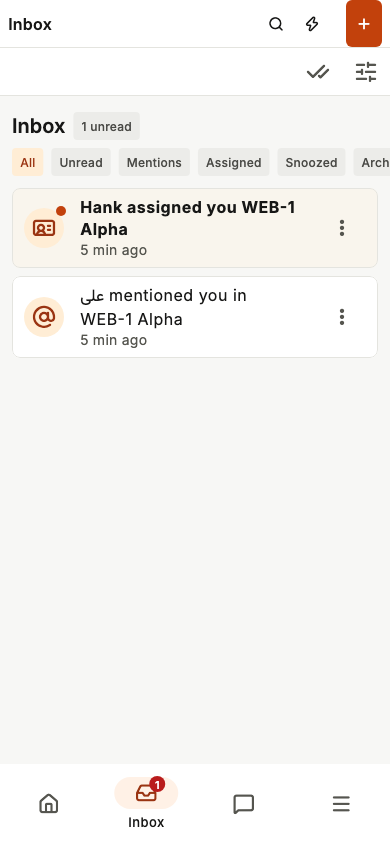 Inbox
Inbox
1 unread
All
Unread
Mentions
Assigned
Snoozed
Arch
Hank assigned you WEB-1
Alpha
5 min ago
علی mentioned you in
WEB-1 Alpha
5 min ago
1
Inbox